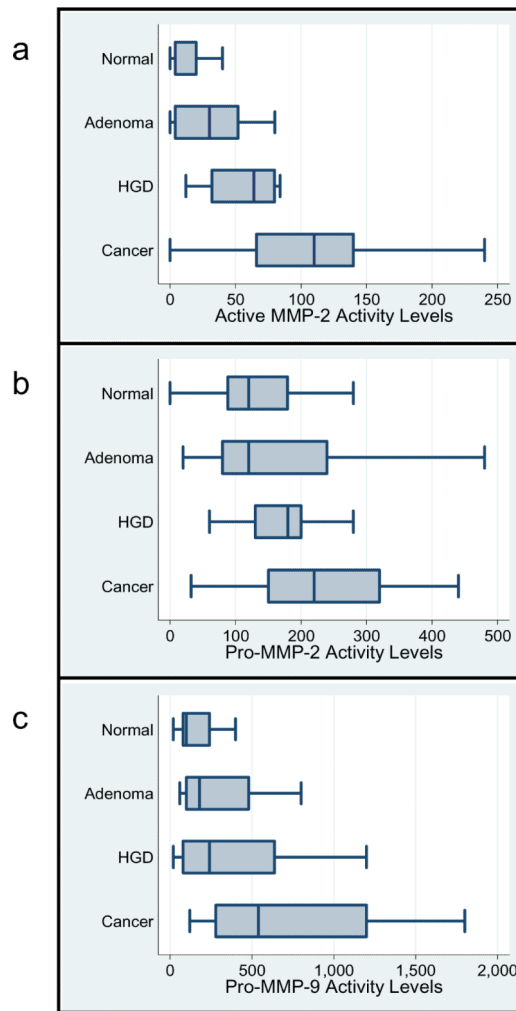 a
Normal
Adenoma
HGD
Cancer
0 50 100 150 200 250
Active MMP-2 Activity Levels
b
Normal
Adenoma
HGD
Cancer
0 100 200 300 400 500
Pro-MMP-2 Activity Levels
c
Normal
Adenoma
HGD
Cancer
0 500 1,000 1,500 2,000
Pro-MMP-9 Activity Levels